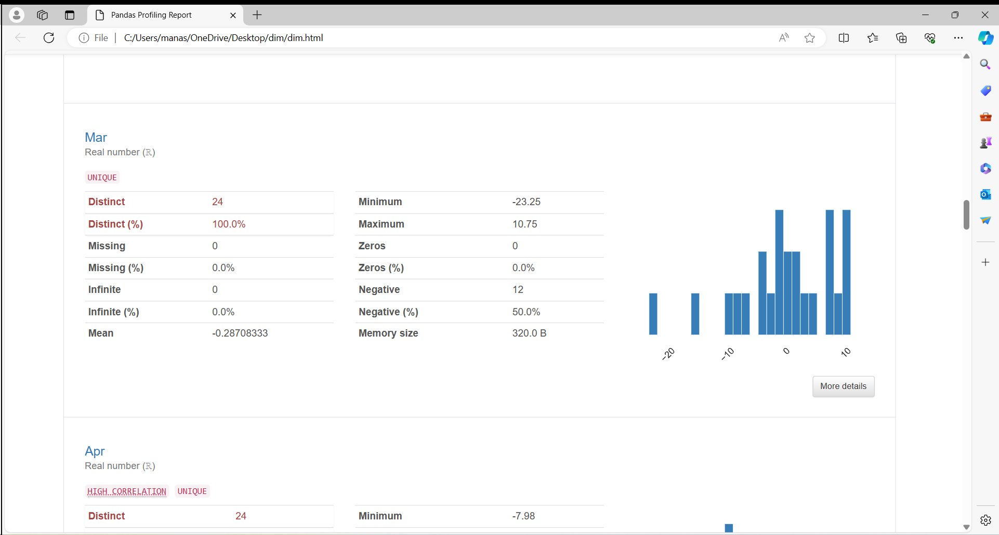 Pandas Profiling Report
File
C:/Users/manas/OneDrive/Desktop/dim/dim.html
Mar
Real number (ℝ)
UNIQUE
Distinct 24
Distinct (%) 100.0%
Missing 0
Missing (%) 0.0%
Infinite 0
Infinite (%) 0.0%
Mean -0.28708333
Minimum -23.25
Maximum 10.75
Zeros 0
Zeros (%) 0.0%
Negative 12
Negative (%) 50.0%
Memory size 320.0 B
−20 −10 0 10
More details
Apr
Real number (ℝ)
HIGH CORRELATION UNIQUE
Distinct 24
Minimum -7.98